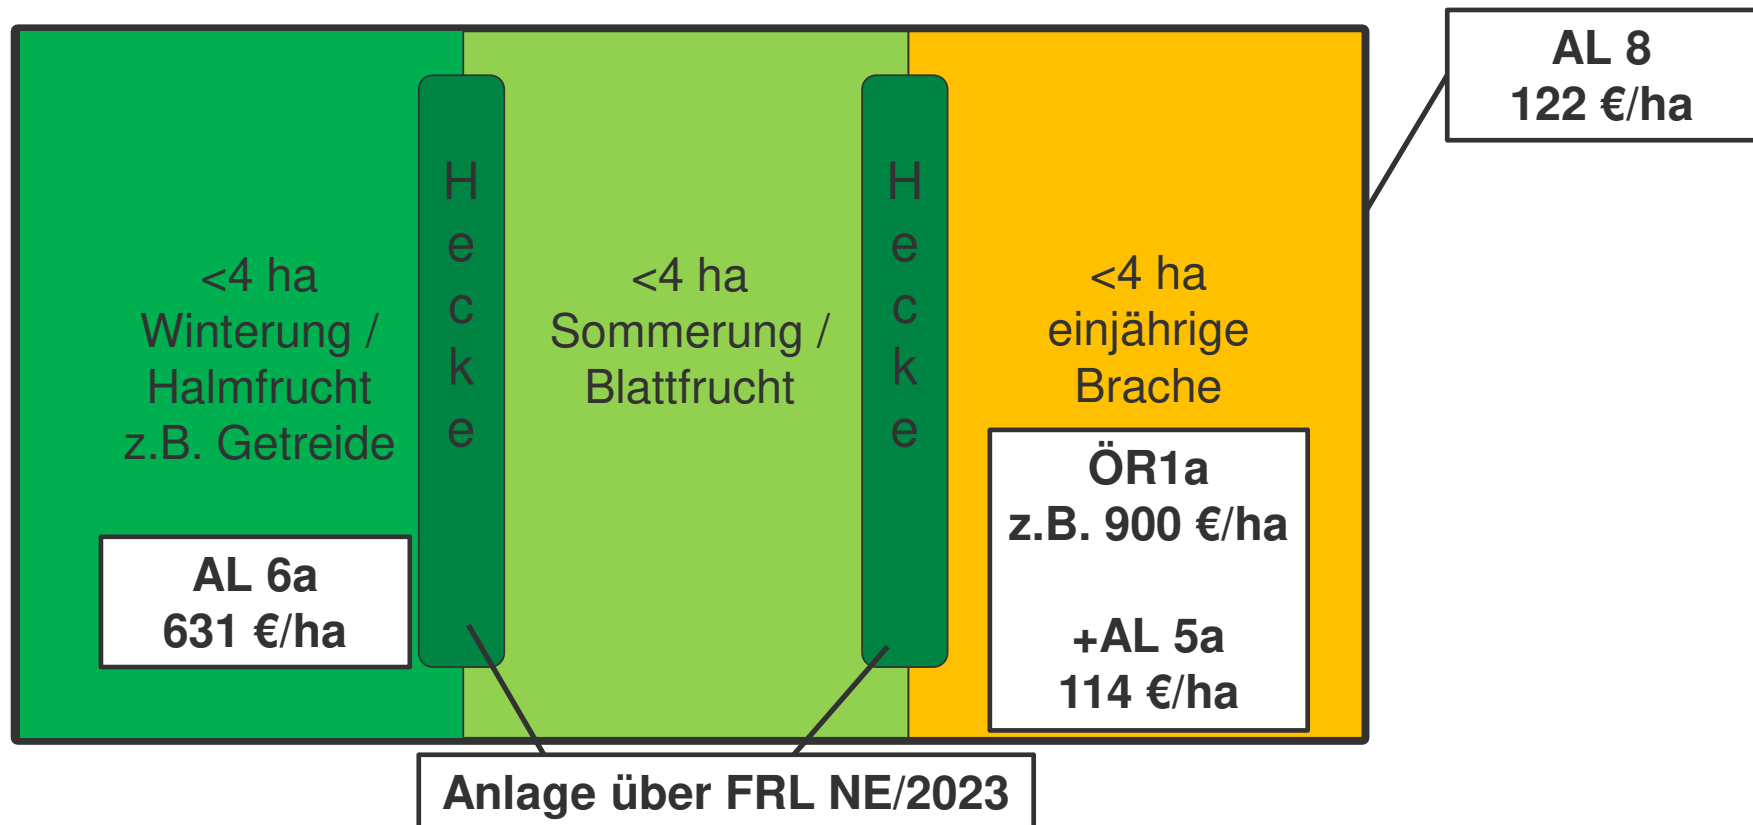 AL 8
122 €/ha
<4 ha
Winterung /
Halmfrucht
z.B. Getreide
AL 6a
631 €/ha
H
e
c
k
e
<4 ha
Sommerung /
Blattfrucht
H
e
c
k
e
<4 ha
einjährige
Brache
ÖR1a
z.B. 900 €/ha
+AL 5a
114 €/ha
Anlage über FRL NE/2023